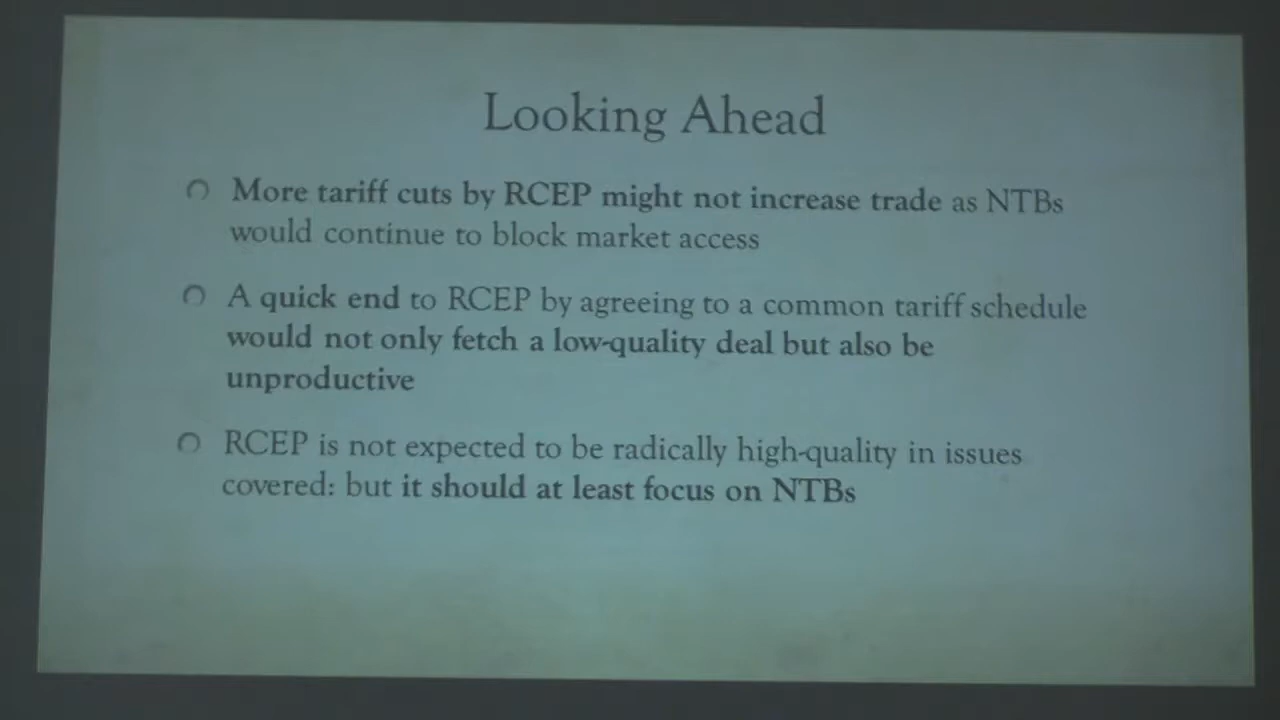 Looking Ahead
More tariff cuts by RCEP might not increase trade as NTBs
would continue to block market access
A quick end to RCEP by agreeing to a common tariff schedule
would not only fetch a low-quality deal but also be
unproductive
RCEP is not expected to be radically high-quality in issues
covered: but it should at least focus on NTBs